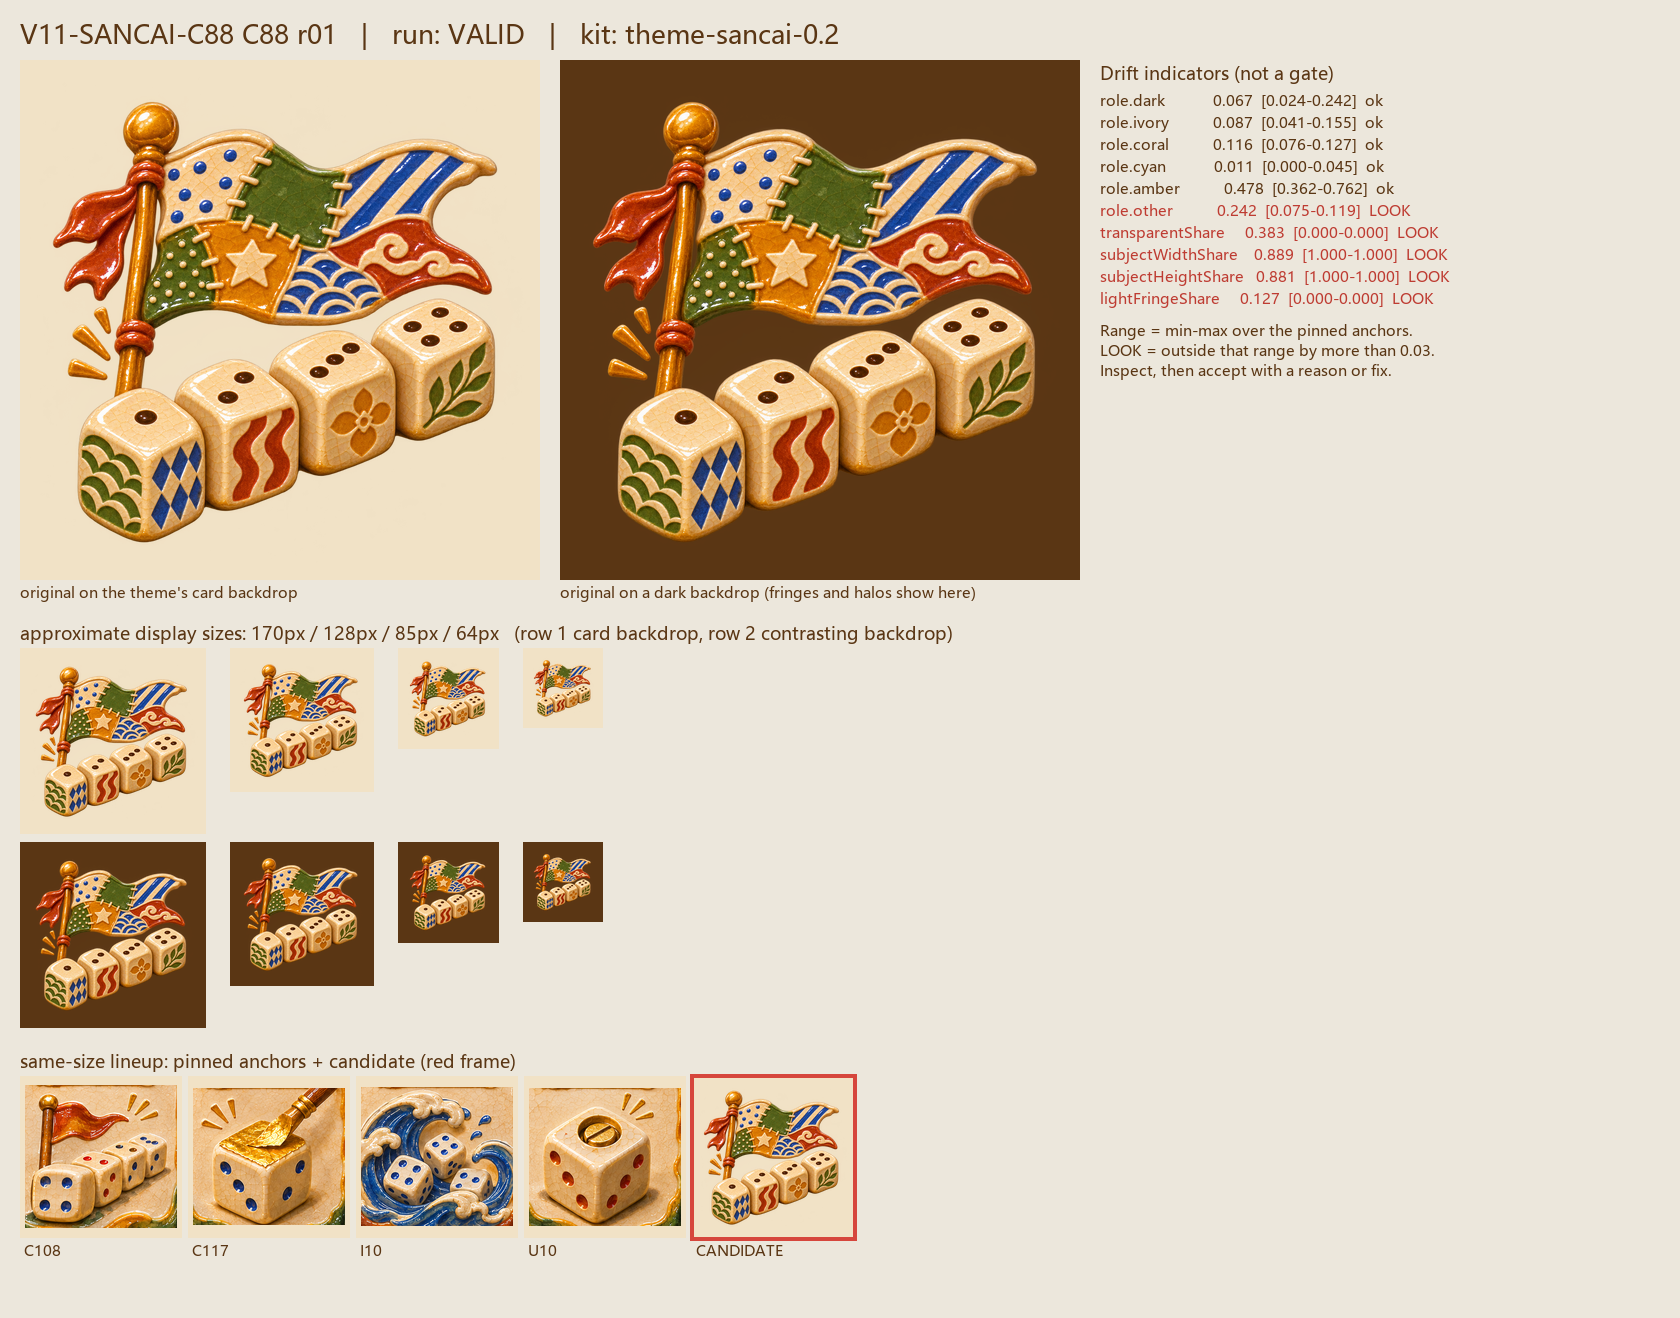 V11-SANCAI-C88 C88 r01 | run: VALID | kit: theme-sancai-0.2
Drift indicators (not a gate)
role.dark 0.067 [0.024-0.242] ok
role.ivory 0.087 [0.041-0.155] ok
role.coral 0.116 [0.076-0.127] ok
role.cyan 0.011 [0.000-0.045] ok
role.amber 0.478 [0.362-0.762] ok
role.other 0.242 [0.075-0.119] LOOK
transparentShare 0.383 [0.000-0.000] LOOK
subjectWidthShare 0.889 [1.000-1.000] LOOK
subjectHeightShare 0.881 [1.000-1.000] LOOK
lightFringeShare 0.127 [0.000-0.000] LOOK
Range = min-max over the pinned anchors.
LOOK = outside that range by more than 0.03.
Inspect, then accept with a reason or fix.
original on the theme's card backdrop
original on a dark backdrop (fringes and halos show here)
approximate display sizes: 170px / 128px / 85px / 64px (row 1 card backdrop, row 2 contrasting backdrop)
same-size lineup: pinned anchors + candidate (red frame)
C108
C117
I10
U10
CANDIDATE